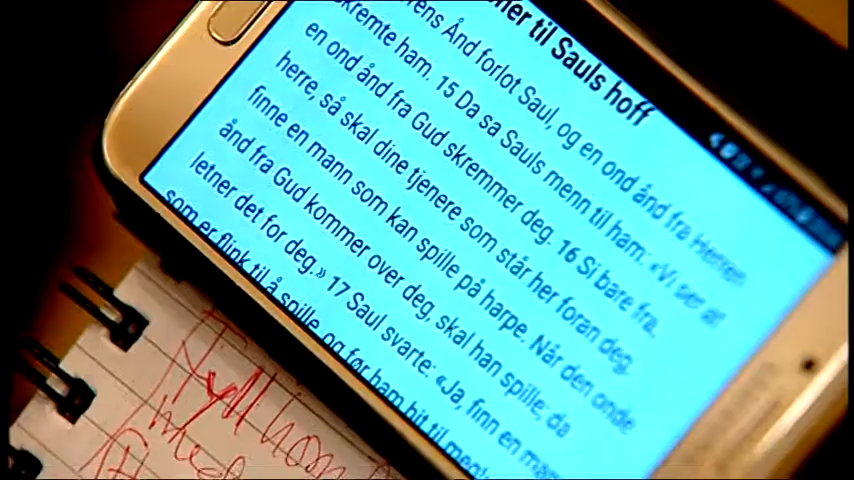 ner til Sauls hoff
rens Ånd forlot Saul, og en ond ånd fra Herren
skremte ham. 15 Da sa Sauls menn til ham: «Vi ser at
en ond ånd fra Gud skremmer deg. 16 Si bare fra,
herre, så skal dine tjenere som står her foran deg,
finne en mann som kan spille på harpe. Når den onde
ånd fra Gud kommer over deg, skal han spille, da
letner det for deg.» 17 Saul svarte: «Ja, finn en mann
som er flink til å spille, og før ham hit til meg!»